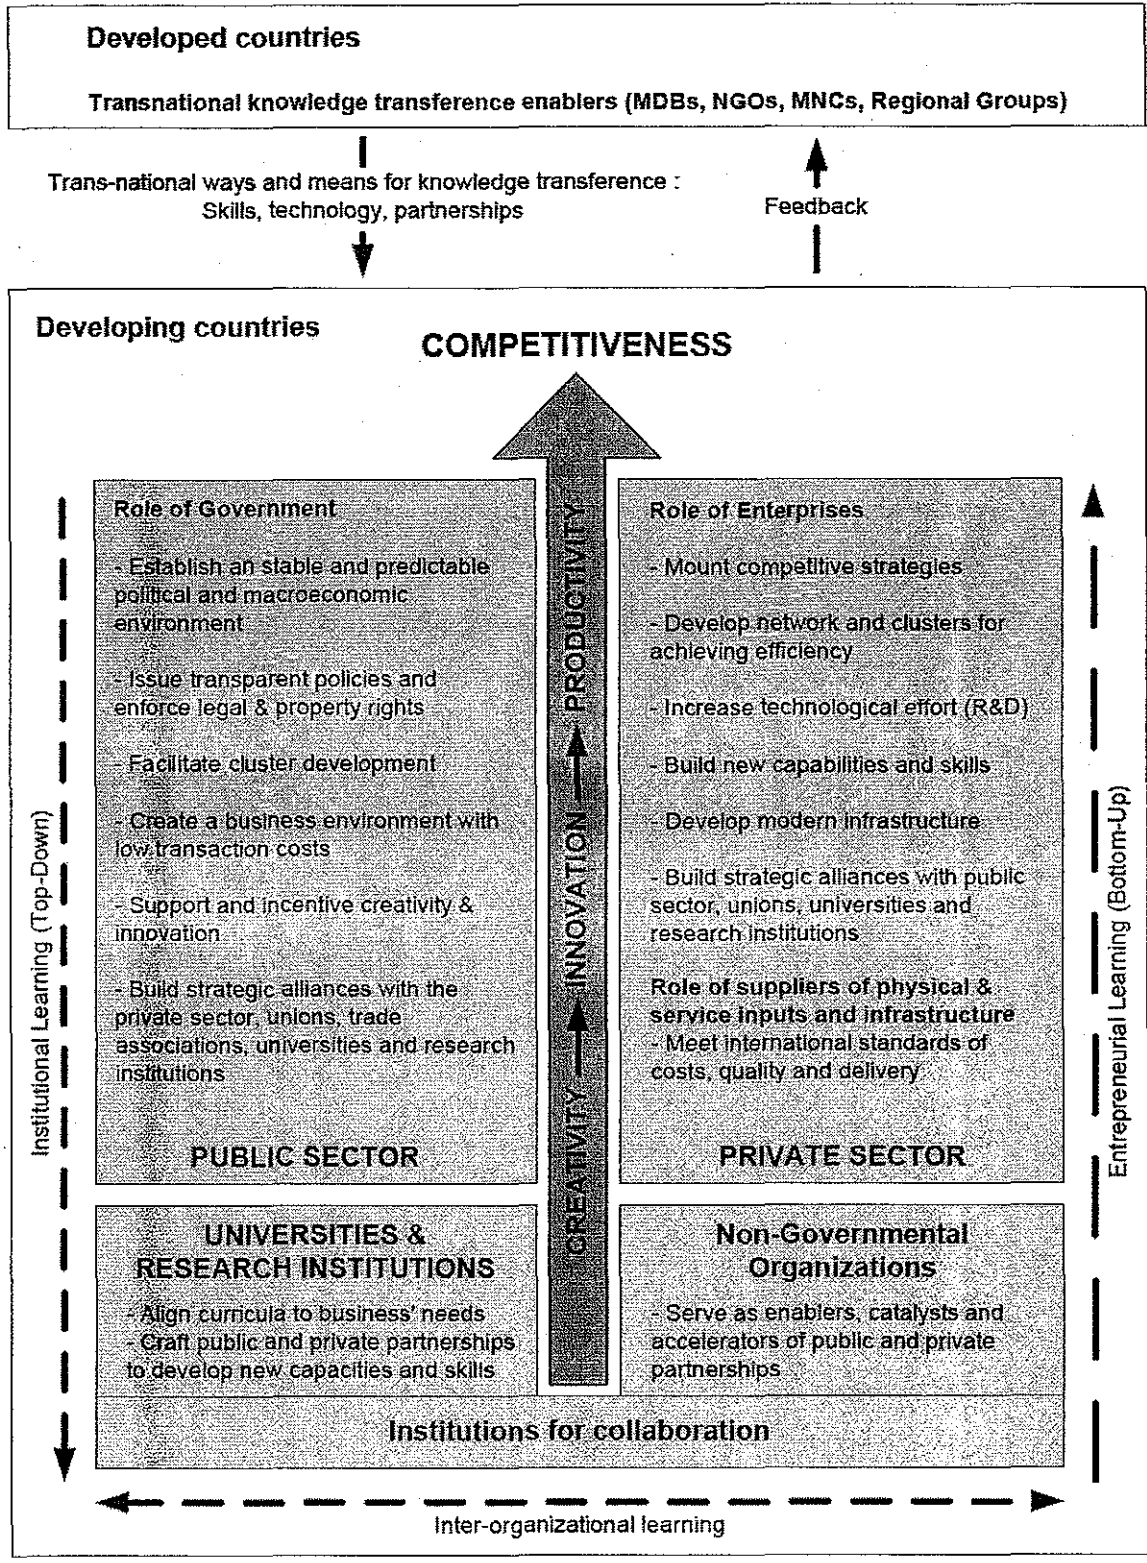 Developed countries
Transnational knowledge transference enablers (MDBs, NGOs, MNCs, Regional Groups)
Trans-national ways and means for knowledge transference :
Skills, technology, partnerships
Feedback
Developing countries
COMPETITIVENESS
Institutional Learning (Top-Down)
Role of Government
- Establish an stable and predictable
political and macroeconomic
environment
- Issue transparent policies and
enforce legal & property rights
- Facilitate cluster development
- Create a business environment with
low transaction costs
- Support and incentive creativity &
innovation
- Build strategic alliances with the
private sector, unions, trade
associations, universities and research
institutions
PUBLIC SECTOR
CREATIVITY INNOVATION PRODUCTIVITY
Role of Enterprises
- Mount competitive strategies
- Develop network and clusters for
achieving efficiency
- Increase technological effort (R&D)
- Build new capabilities and skills
- Develop modern infrastructure
- Build strategic alliances with public
sector, unions, universities and
research institutions
Role of suppliers of physical &
service inputs and infrastructure
- Meet international standards of
costs, quality and delivery
PRIVATE SECTOR
Entrepreneurial Learning (Bottom-Up)
UNIVERSITIES &
RESEARCH INSTITUTIONS
- Align curricula to business' needs
- Craft public and private partnerships
to develop new capacities and skills
Non-Governmental
Organizations
- Serve as enablers, catalysts and
accelerators of public and private
partnerships
Institutions for collaboration
Inter-organizational learning